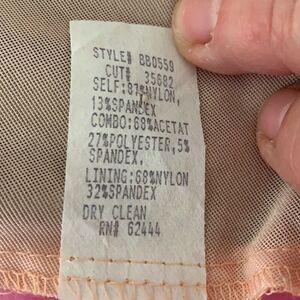 STYLE# BB0559
CUT# 35682
SELF:87%NYLON,
13%SPANDEX
COMBO:68%ACETAT
27%POLYESTER,5%
SPANDEX,
LINING:68%NYLON
32%SPANDEX
DRY CLEAN
RN# 62444